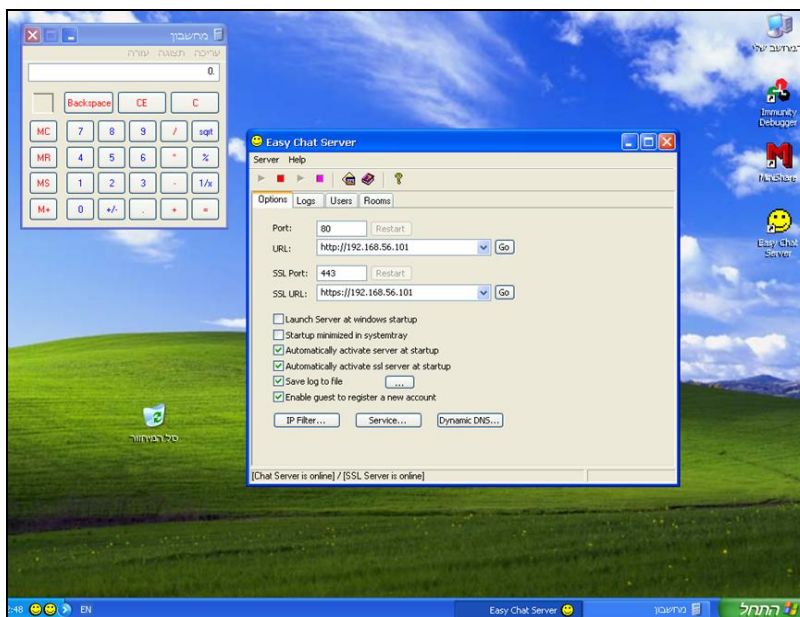 מחשבון
עריכה תצוגה עזרה
0.
Backspace CE C
MC 7 8 9 / sqrt
MR 4 5 6 * %
MS 1 2 3 - 1/x
M+ 0 +/- . + =
המחשב שלי
Immunity
Debugger
MiniShare
Easy Chat
Server
סל המיחזור
Easy Chat Server
Server Help
Options Logs Users Rooms
Port: 80 Restart
URL: http://192.168.56.101 Go
SSL Port: 443 Restart
SSL URL: https://192.168.56.101 Go
Launch Server at windows startup
Startup minimized in systemtray
Automatically activate server at startup
Automatically activate ssl server at startup
Save log to file ...
Enable guest to register a new account
IP Filter... Service... Dynamic DNS...
[Chat Server is online] / [SSL Server is online]
:48 EN Easy Chat Server מחשבון התחל